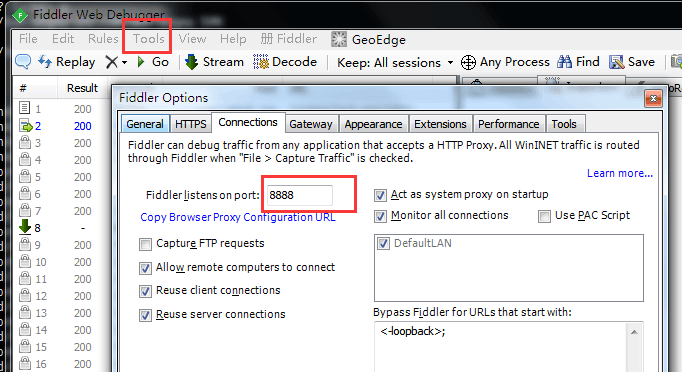 Fiddler Web Debugger
File Edit Rules Tools View Help 册 Fiddler GeoEdge
Replay Go Stream Decode Keep: All sessions Any Process Find Save
# Result
1 200
2 200
3 200
4 200
5 200
6 200
7 200
8 -
9 200
10 200
11 200
12 200
13 200
14 200
15 200
16 200
Fiddler Options
General HTTPS Connections Gateway Appearance Extensions Performance Tools
Fiddler can debug traffic from any application that accepts a HTTP Proxy. All WinINET traffic is routed
through Fiddler when "File > Capture Traffic" is checked.
Learn more...
Fiddler listens on port: 8888
Copy Browser Proxy Configuration URL
Capture FTP requests
Allow remote computers to connect
Reuse client connections
Reuse server connections
Act as system proxy on startup
Monitor all connections Use PAC Script
DefaultLAN
Bypass Fiddler for URLs that start with:
<-loopback>;